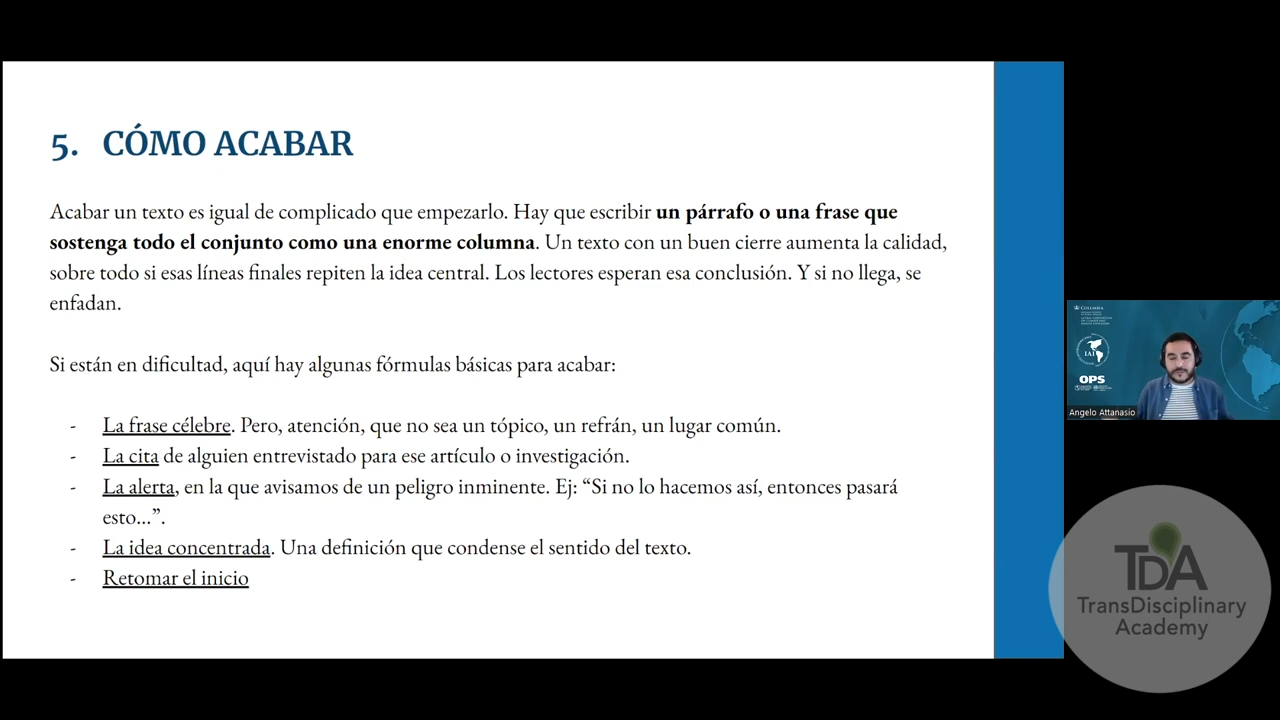 5. CÓMO ACABAR
Acabar un texto es igual de complicado que empezarlo. Hay que escribir un párrafo o una frase que
sostenga todo el conjunto como una enorme columna. Un texto con un buen cierre aumenta la calidad,
sobre todo si esas líneas finales repiten la idea central. Los lectores esperan esa conclusión. Y si no llega, se
enfadan.
Si están en dificultad, aquí hay algunas fórmulas básicas para acabar:
- La frase célebre. Pero, atención, que no sea un tópico, un refrán, un lugar común.
- La cita de alguien entrevistado para ese artículo o investigación.
- La alerta, en la que avisamos de un peligro inminente. Ej: “Si no lo hacemos así, entonces pasará
esto...”.
- La idea concentrada. Una definición que condense el sentido del texto.
- Retomar el inicio
COLUMBIA
IAI
OPS
Angelo Attanasio
TDA
TransDisciplinary
Academy